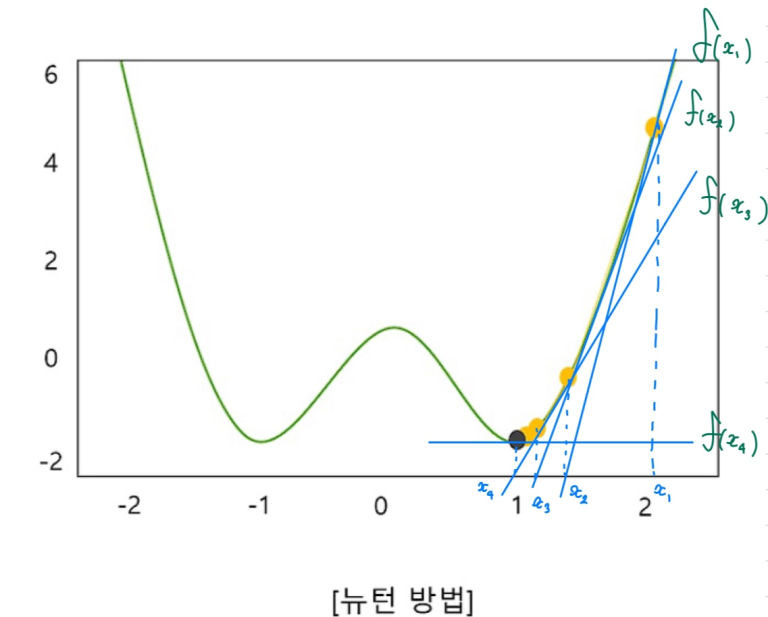 f(x₁)
6
f(x₂)
4
f(x₃)
2
0
f(x₄)
-2
x₄ x₃ x₂ x₁
-2 -1 0 1 2
[뉴턴 방법]